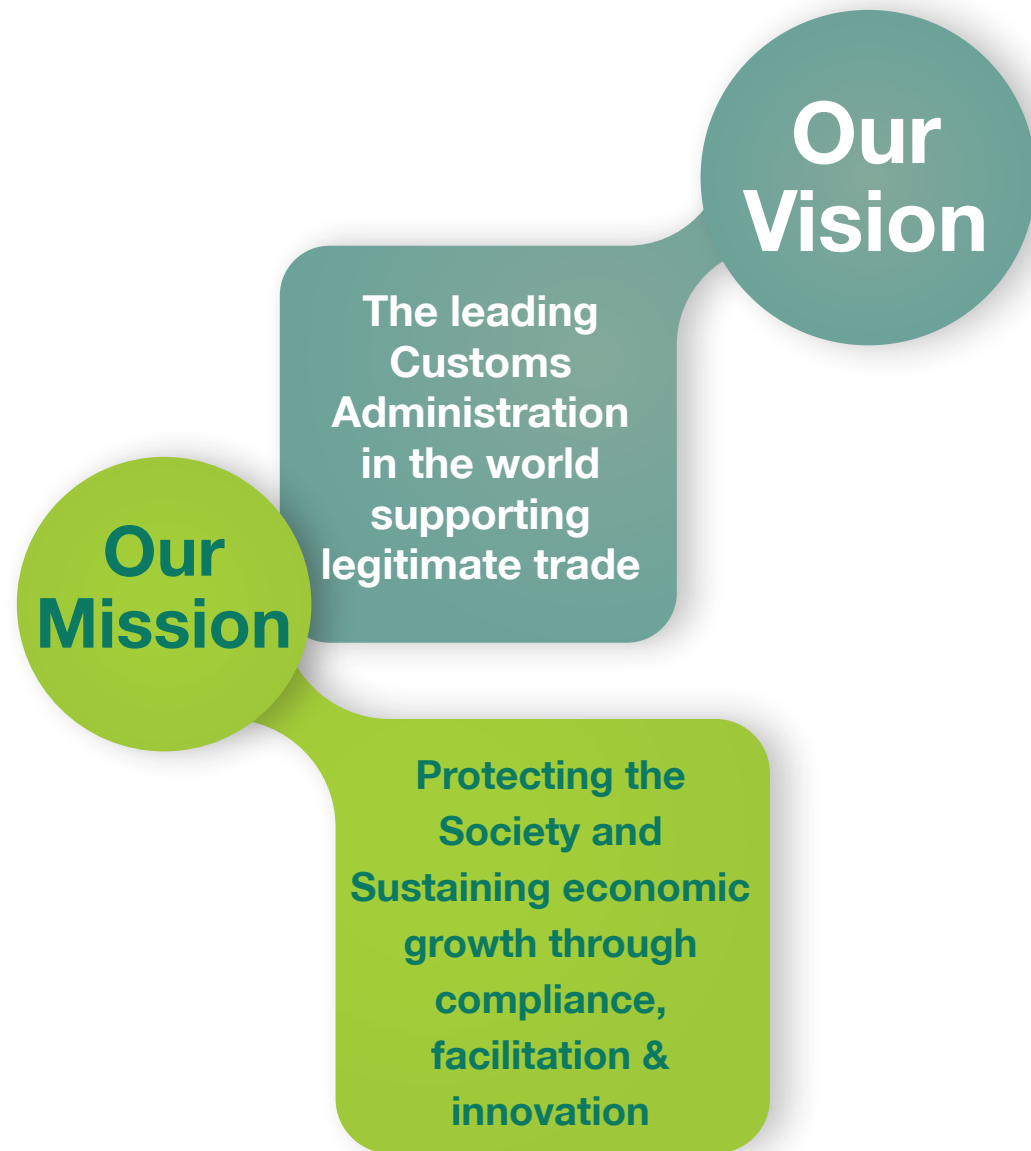 Our
Vision
The leading
Customs
Administration
in the world
supporting
legitimate trade
Our
Mission
Protecting the
Society and
Sustaining economic
growth through
compliance,
facilitation &
innovation